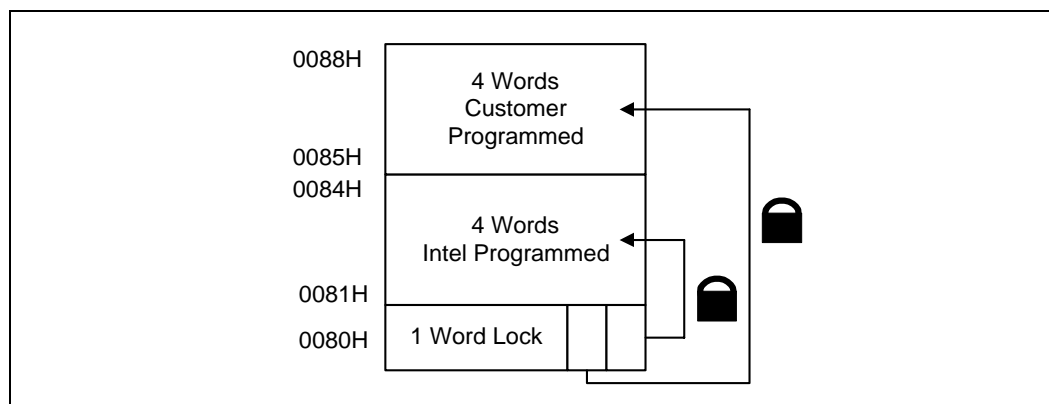 0088H
4 Words
Customer
Programmed
0085H
0084H
4 Words
Intel Programmed
0081H
0080H
1 Word Lock